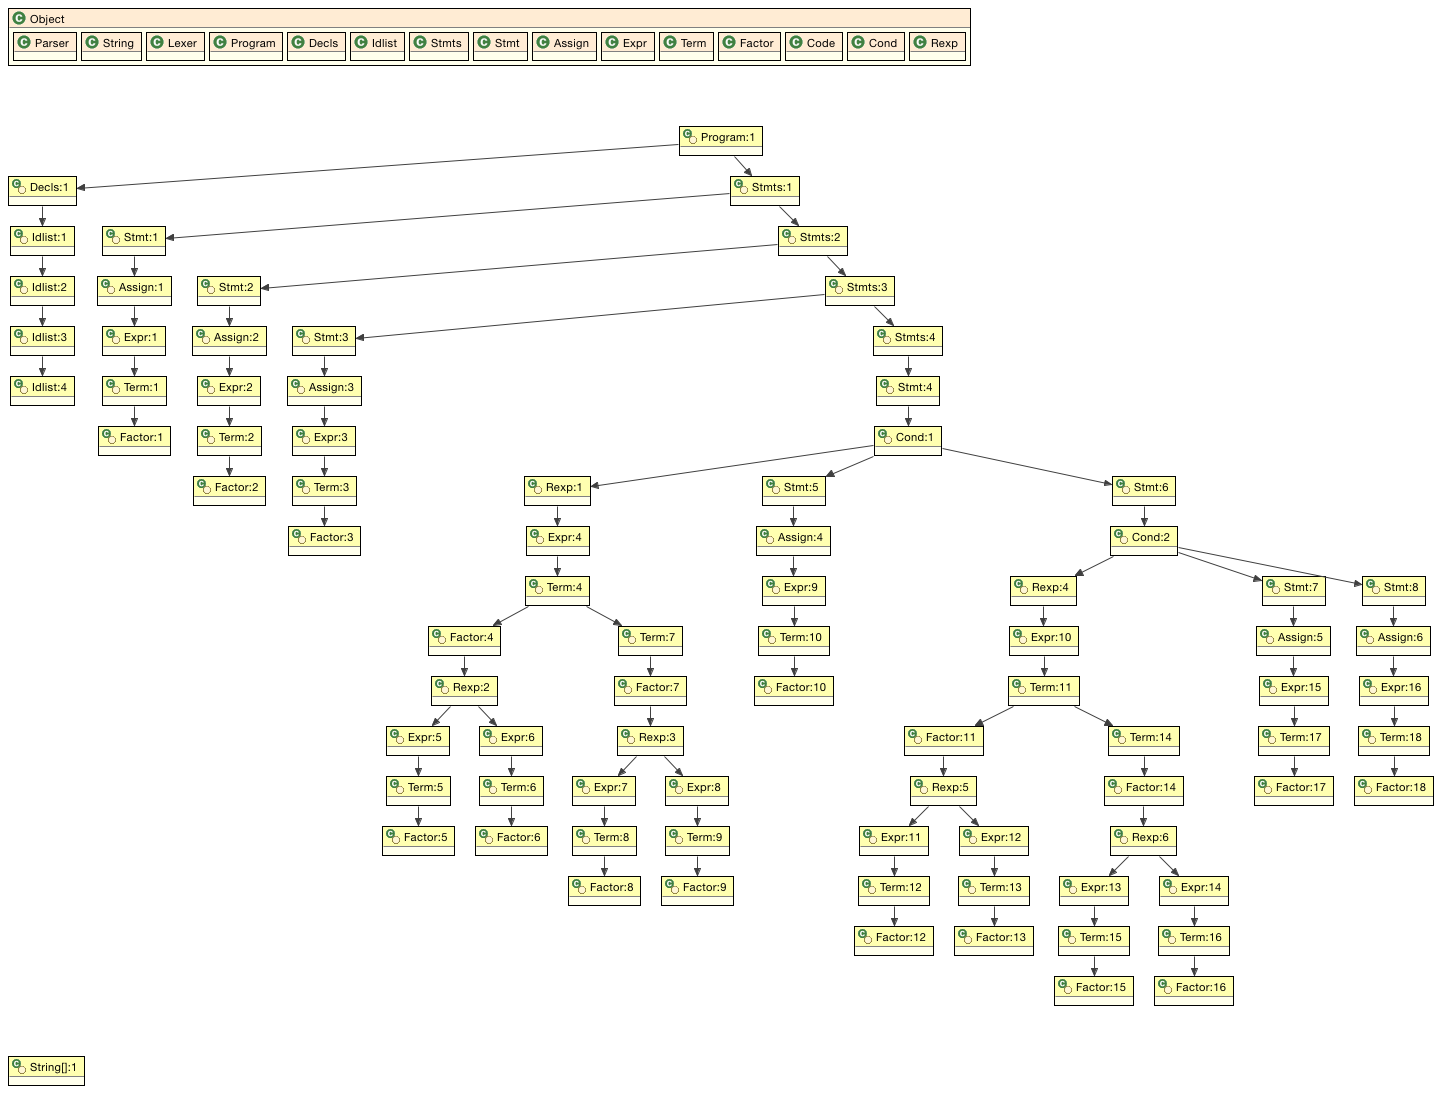 Object
Parser String Lexer Program Decls Idlist Stmts Stmt Assign Expr Term Factor Code Cond Rexp
Program:1
Decls:1 Stmts:1
Idlist:1 Stmt:1 Stmts:2
Idlist:2 Assign:1 Stmt:2 Stmts:3
Idlist:3 Expr:1 Assign:2 Stmt:3 Stmts:4
Idlist:4 Term:1 Expr:2 Assign:3 Stmt:4
Factor:1 Term:2 Expr:3 Cond:1
Factor:2 Term:3 Rexp:1 Stmt:5 Stmt:6
Factor:3 Expr:4 Assign:4 Cond:2
Term:4 Expr:9 Rexp:4 Stmt:7 Stmt:8
Factor:4 Term:7 Term:10 Expr:10 Assign:5 Assign:6
Rexp:2 Factor:7 Factor:10 Term:11 Expr:15 Expr:16
Expr:5 Expr:6 Rexp:3 Factor:11 Term:14 Term:17 Term:18
Term:5 Term:6 Expr:7 Expr:8 Rexp:5 Factor:14 Factor:17 Factor:18
Factor:5 Factor:6 Term:8 Term:9 Expr:11 Expr:12 Rexp:6
Factor:8 Factor:9 Term:12 Term:13 Expr:13 Expr:14
Factor:12 Factor:13 Term:15 Term:16
Factor:15 Factor:16
String[]:1